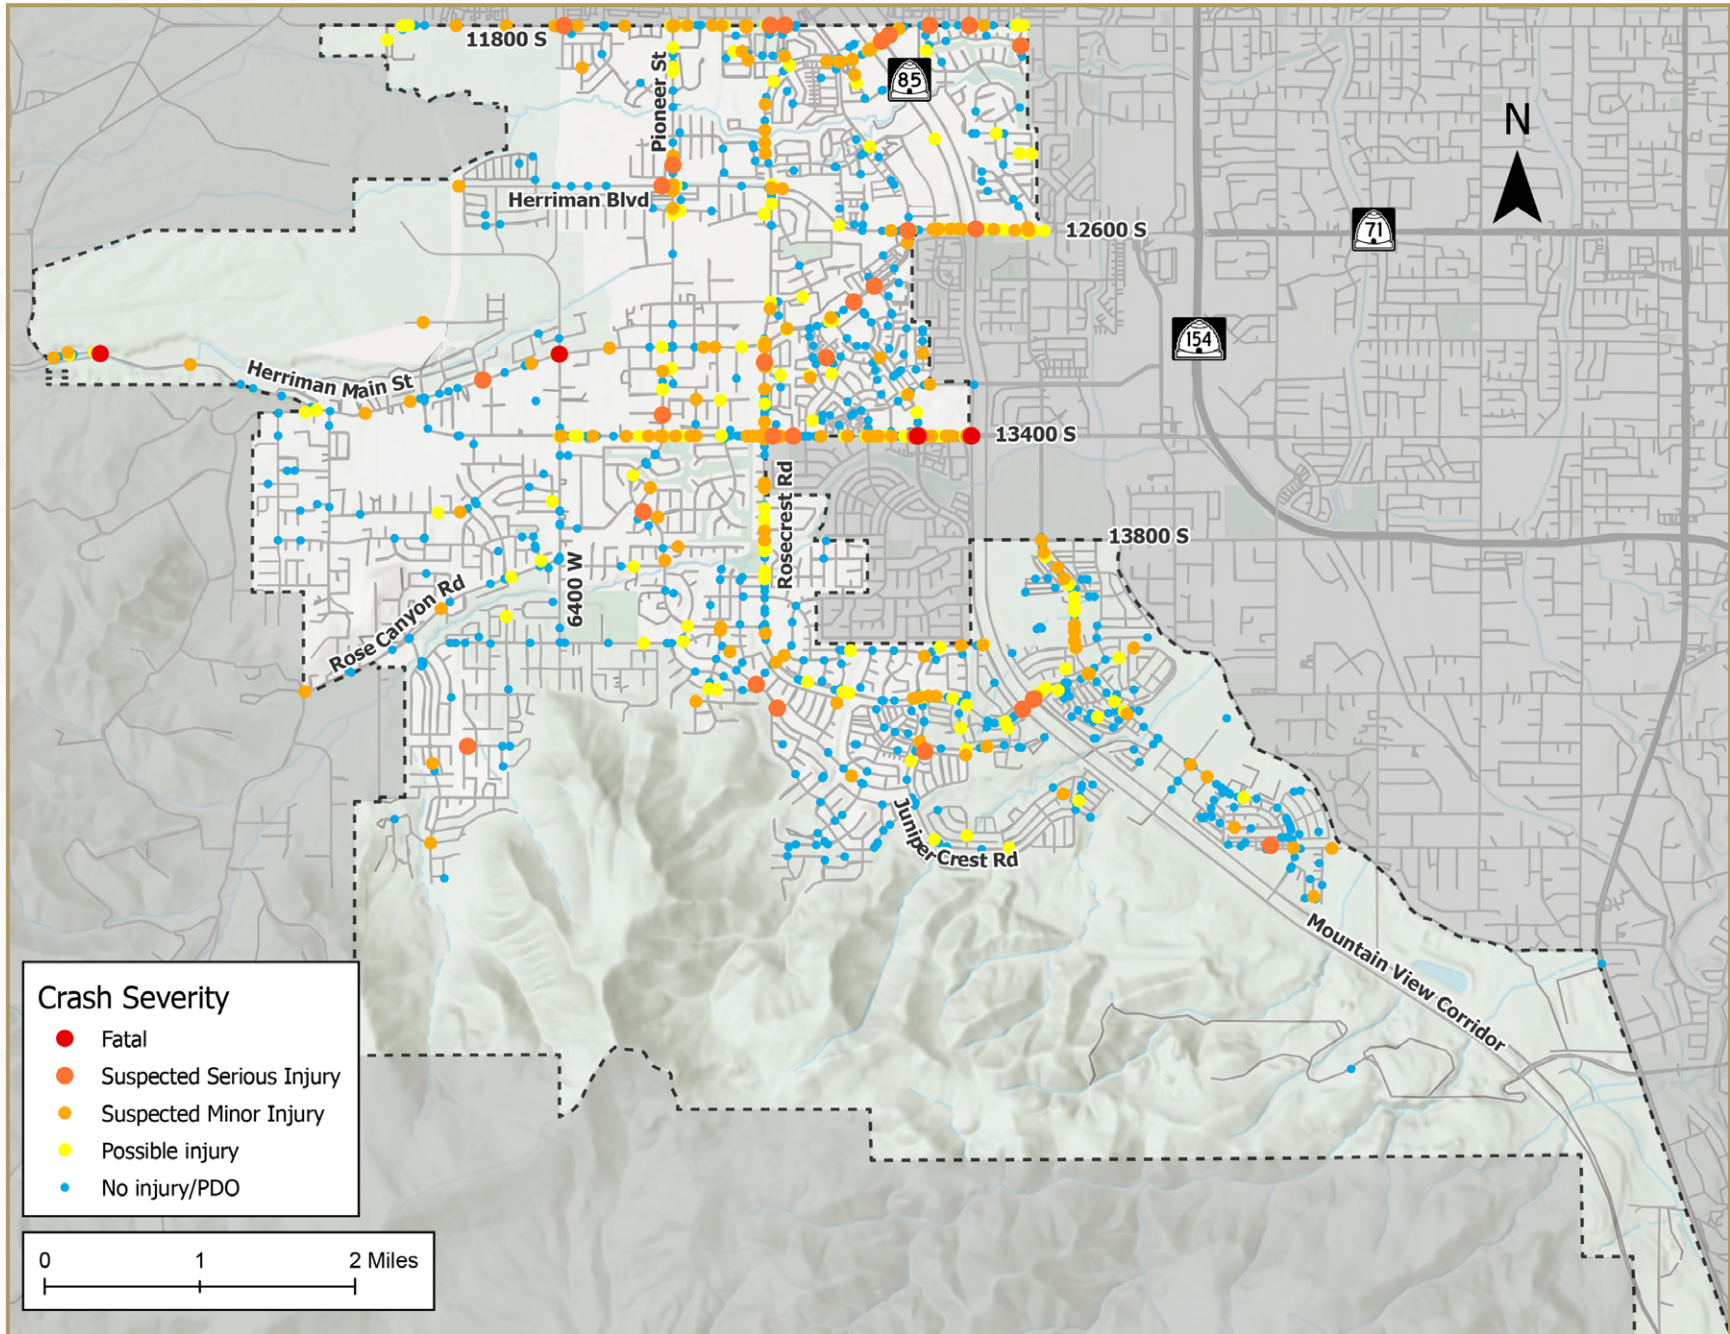 11800 S
Pioneer St
85
N
Herriman Blvd
12600 S
71
154
Herriman Main St
13400 S
Rosecrest Rd
13800 S
6400 W
Rose Canyon Rd
Juniper Crest Rd
Mountain View Corridor
Crash Severity
Fatal
Suspected Serious Injury
Suspected Minor Injury
Possible injury
No injury/PDO
0 1 2 Miles